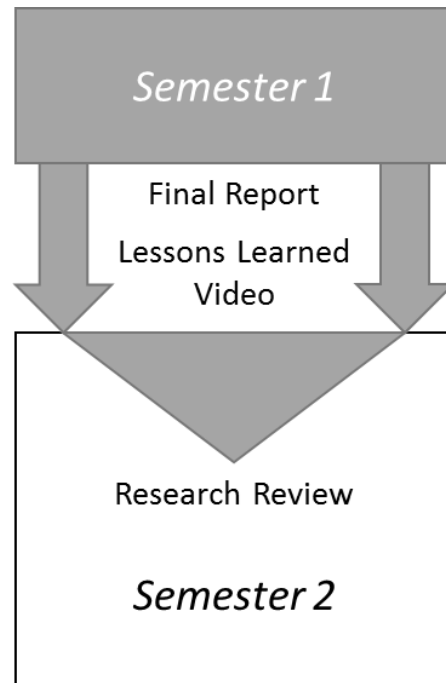 Semester 1
Final Report
Lessons Learned
Video
Research Review
Semester 2